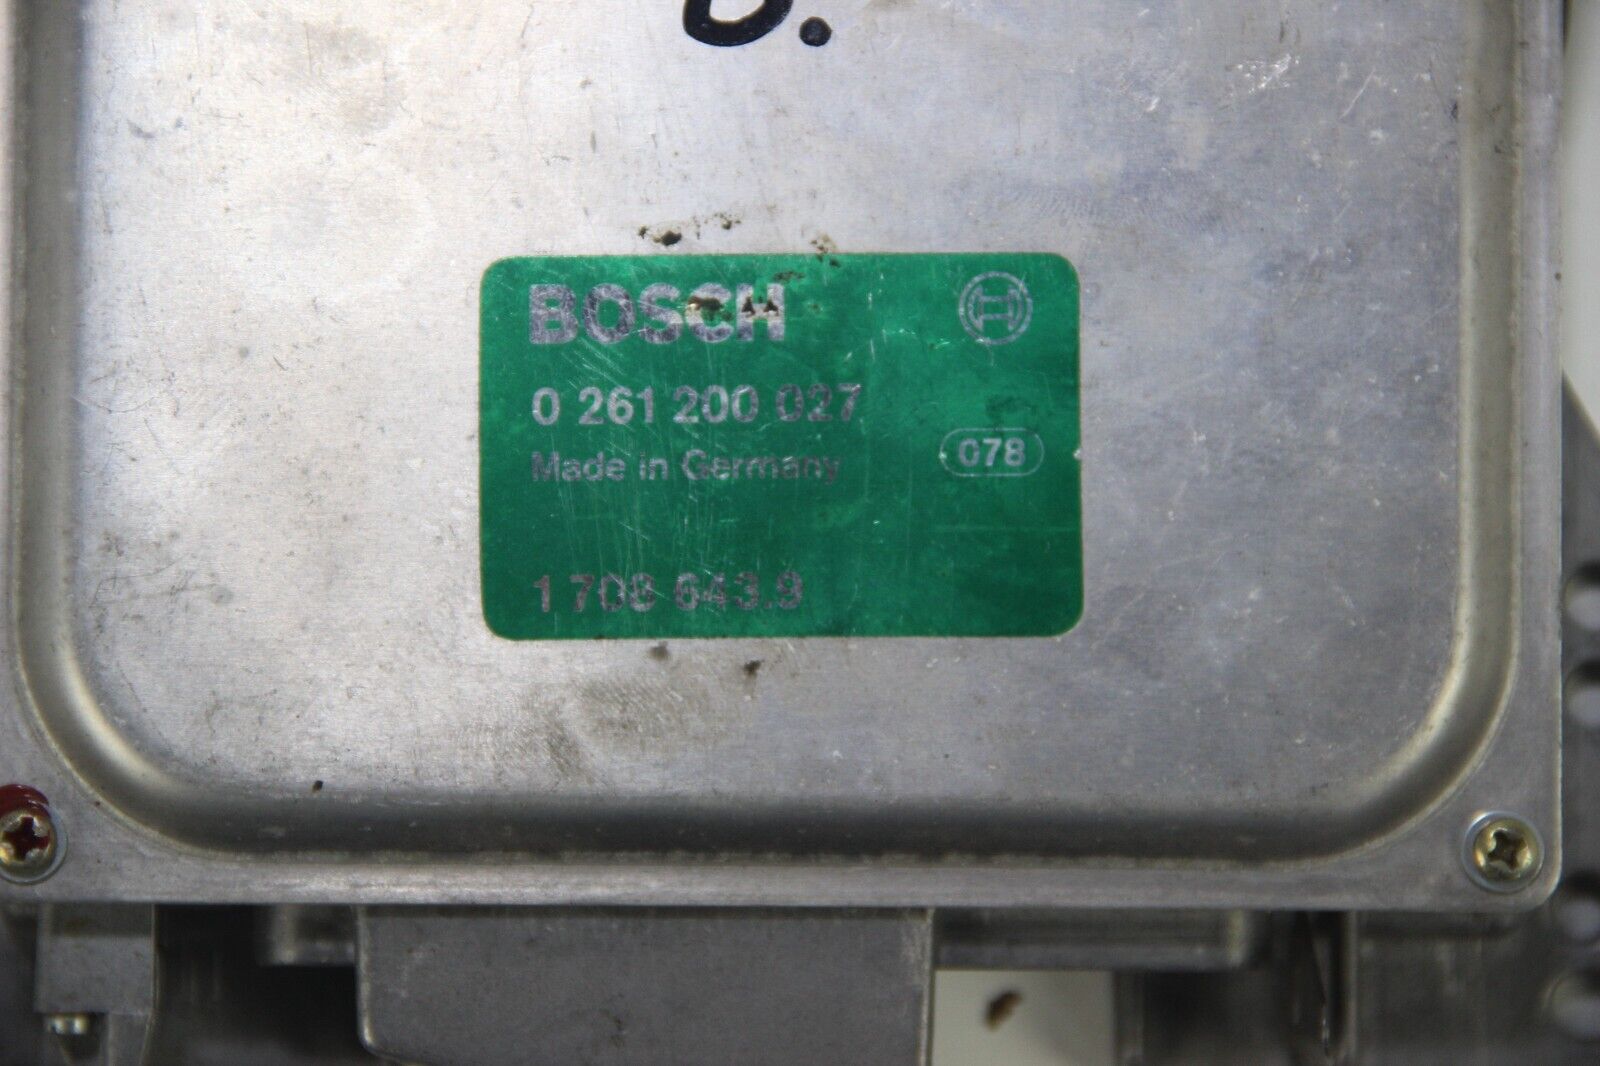 BOSCH
0 261 200 027
Made in Germany
078
1 708 643.9